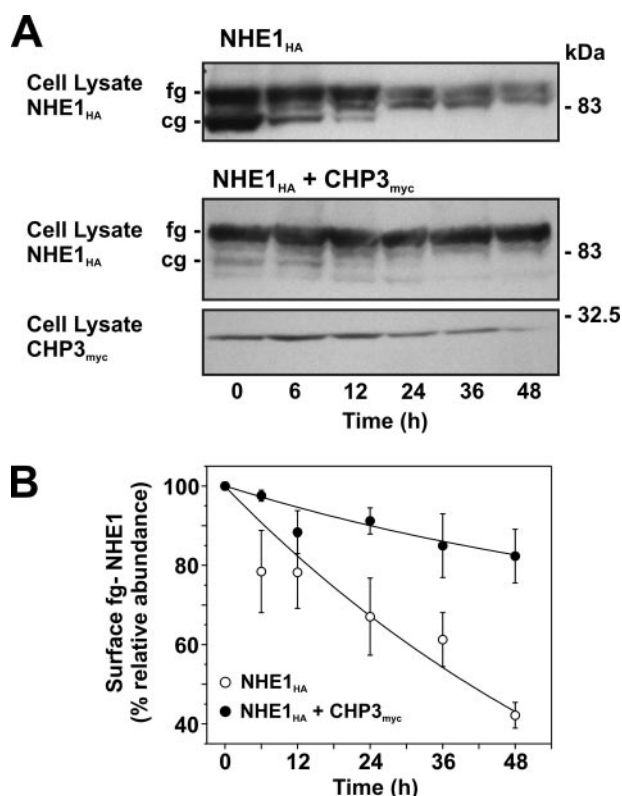 A
NHE1HA
kDa
Cell Lysate
NHE1HA
fg -
cg -
- 83
NHE1HA + CHP3myc
Cell Lysate
NHE1HA
fg -
cg -
- 83
Cell Lysate
CHP3myc
- 32.5
0 6 12 24 36 48
Time (h)
B
Surface fg- NHE1
(% relative abundance)
100
80
60
40
NHE1HA
NHE1HA + CHP3myc
0 12 24 36 48
Time (h)